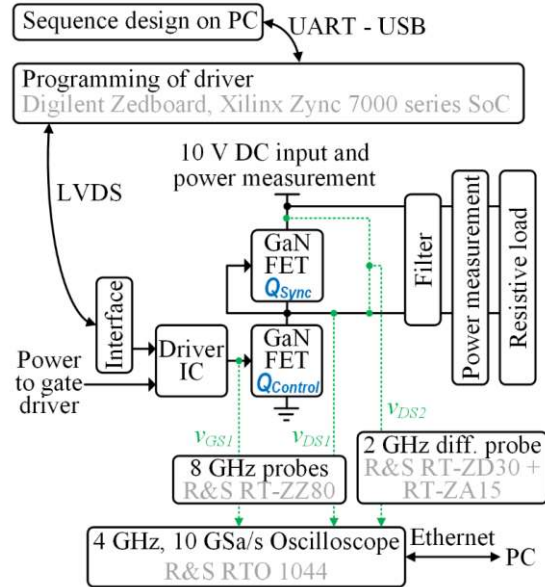 Sequence design on PC
UART - USB
Programming of driver
Digilent Zedboard, Xilinx Zync 7000 series SoC
10 V DC input and
power measurement
LVDS
GaN
FET
QSync
Filter
Power measurement
Resistive load
Interface
Driver
IC
GaN
FET
QControl
Power
to gate
driver
vGS1
vDS1
vDS2
8 GHz probes
R&S RT-ZZ80
2 GHz diff. probe
R&S RT-ZD30 +
RT-ZA15
4 GHz, 10 GSa/s Oscilloscope
R&S RTO 1044
Ethernet
PC